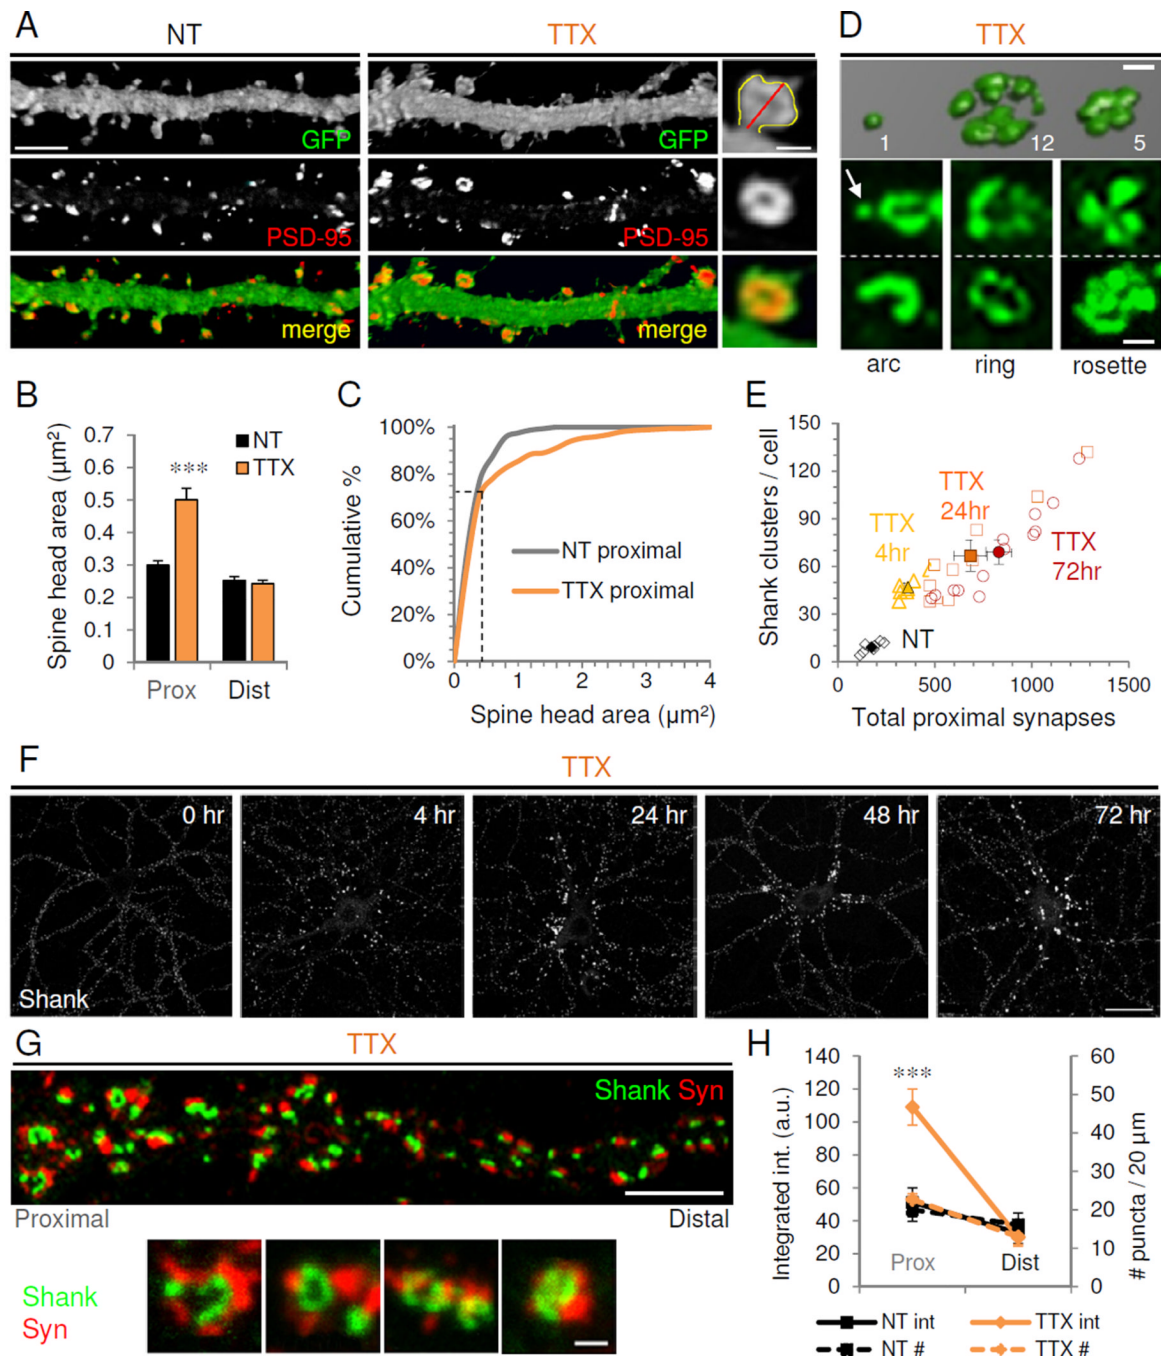 A
NT
TTX
GFP
GFP
PSD-95
PSD-95
merge
merge
D
TTX
1
12
5
arc
ring
rosette
B
Spine head area (µm²)
0.7
0.6
0.5
0.4
0.3
0.2
0.1
0
***
NT
TTX
Prox
Dist
C
Cumulative %
100%
80%
60%
40%
20%
0%
NT proximal
TTX proximal
0
1
2
3
4
Spine head area (µm²)
E
Shank clusters / cell
150
120
90
60
30
0
TTX
24hr
TTX
4hr
TTX
72hr
NT
0
500
1000
1500
Total proximal synapses
F
TTX
0 hr
4 hr
24 hr
48 hr
72 hr
Shank
G
TTX
Shank Syn
Proximal
Distal
Shank
Syn
H
Integrated int. (a.u.)
140
120
100
80
60
40
20
0
***
Prox
Dist
60
50
40
30
20
10
0
# puncta / 20 µm
NT int
TTX int
NT #
TTX #